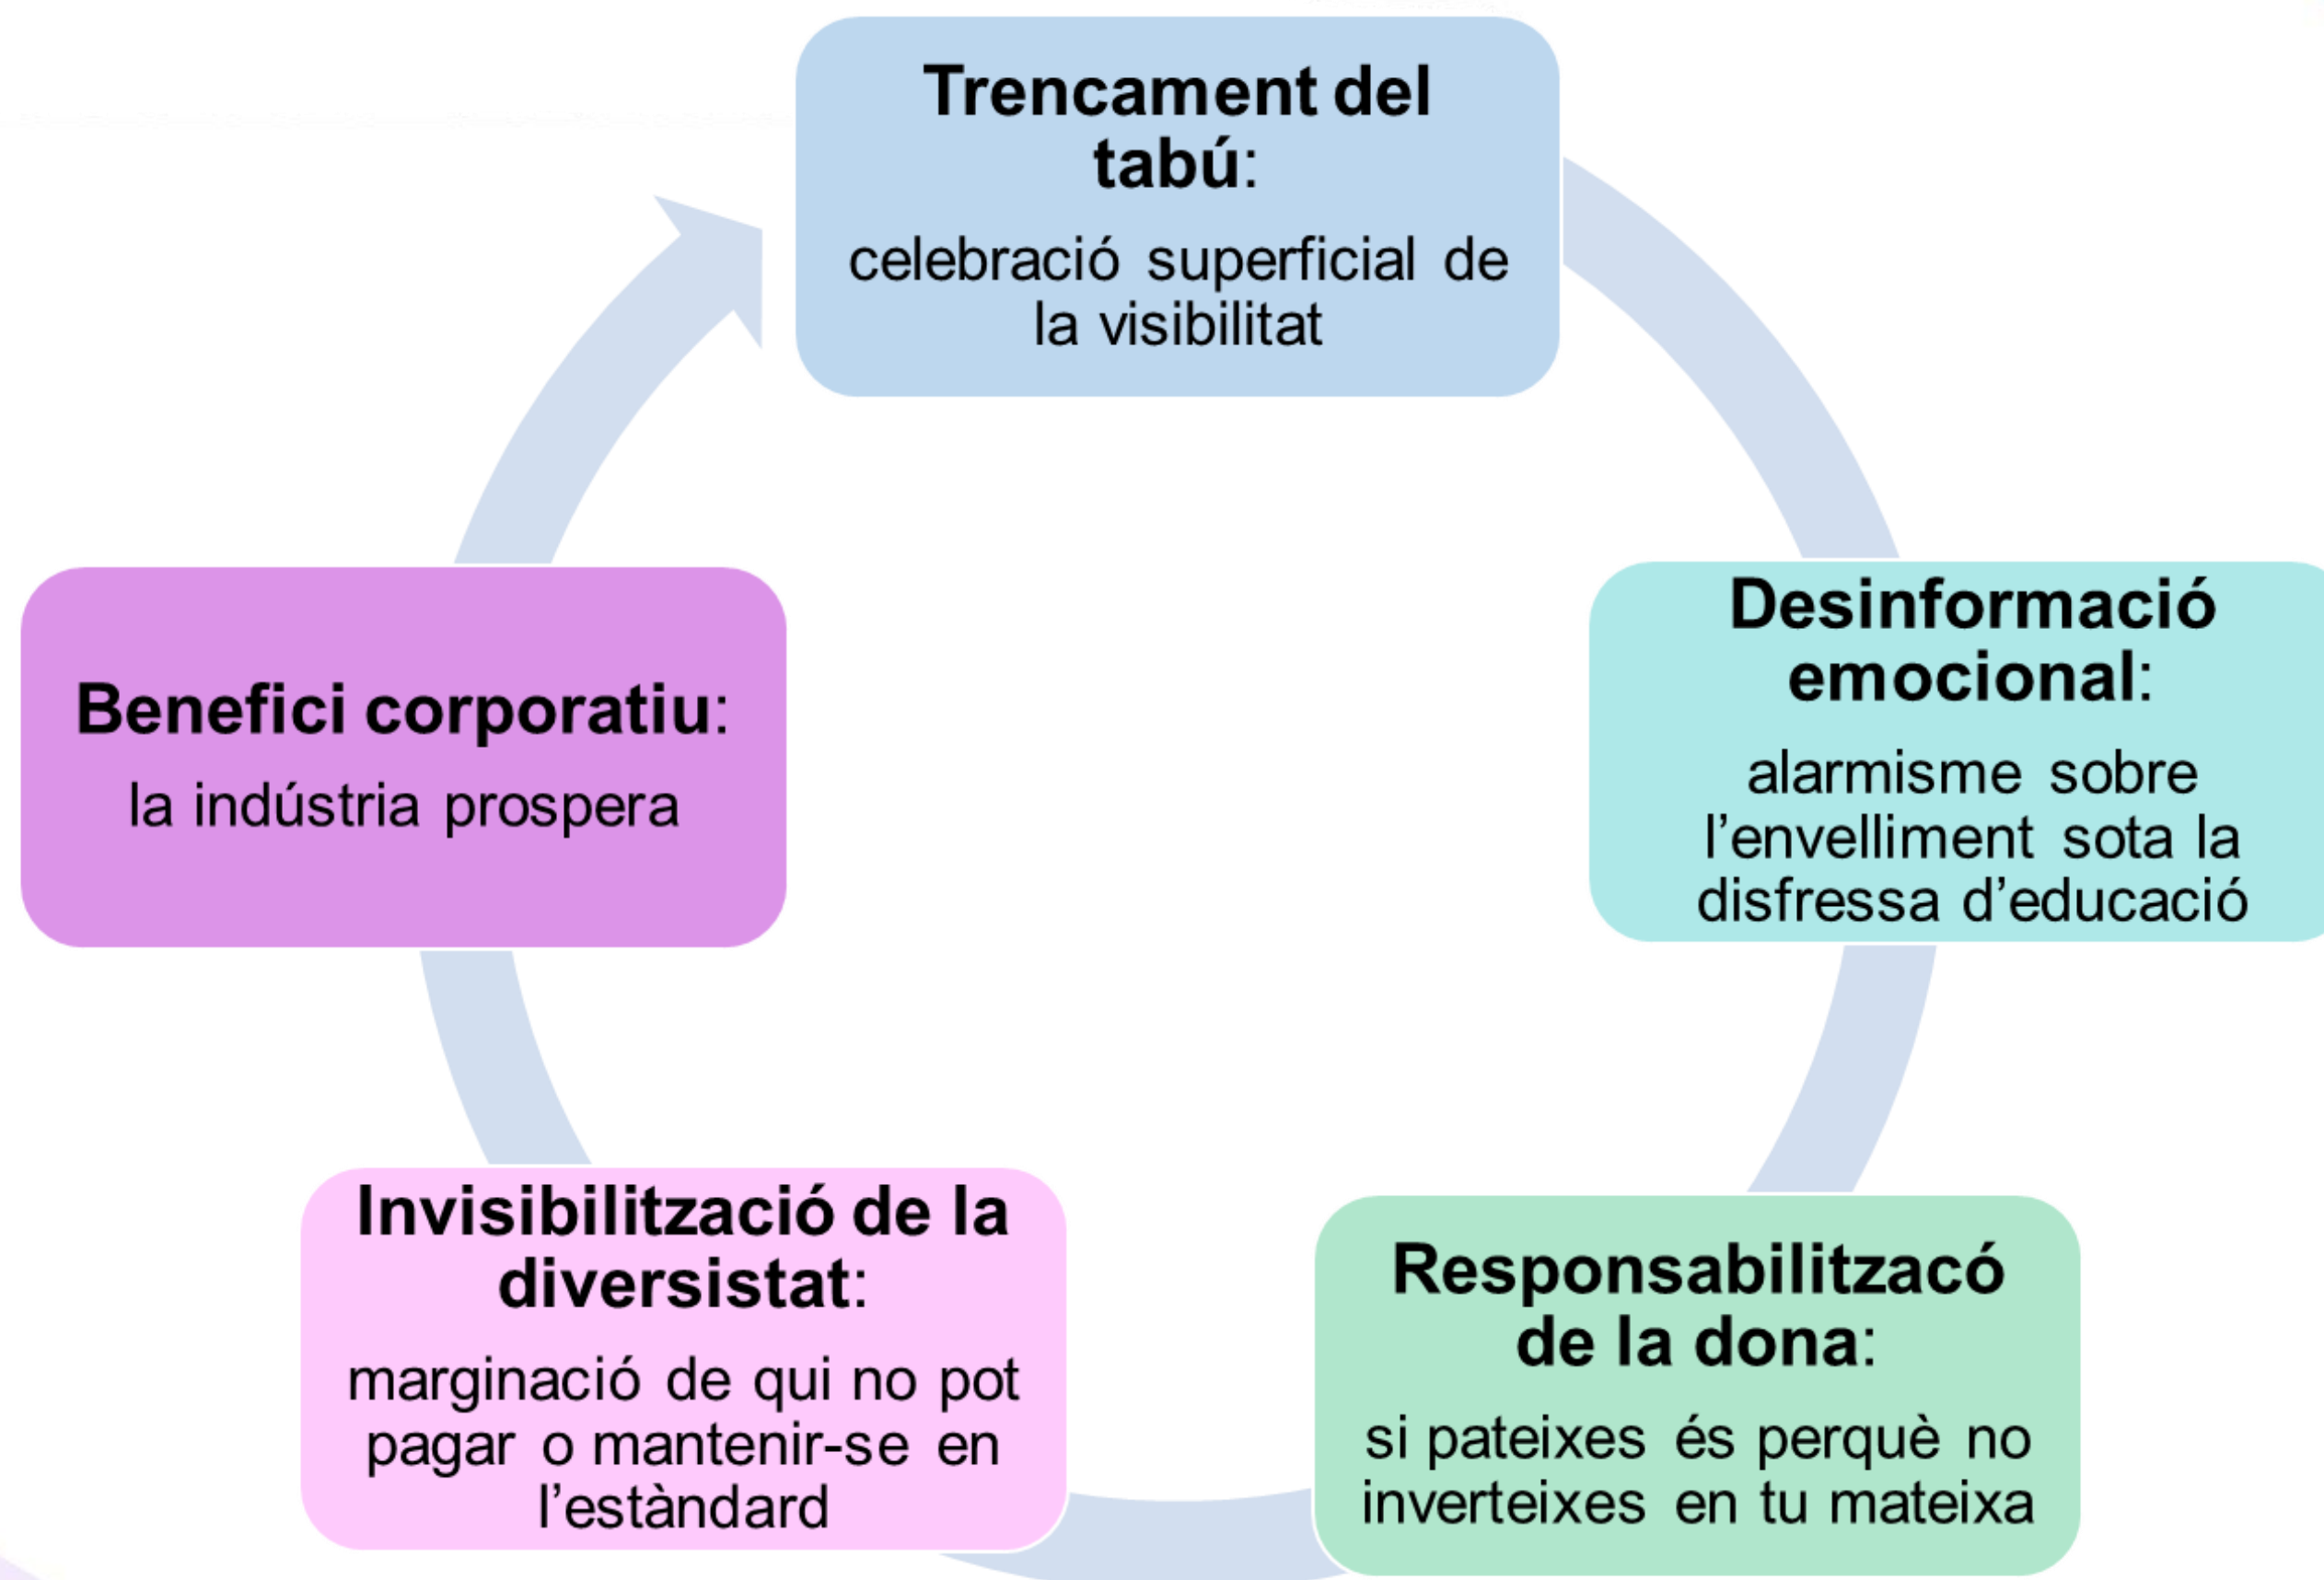 Trencament del
tabú:
celebració superficial de
la visibilitat
Desinformació
emocional:
alarmisme sobre
l’envelliment sota la
disfressa d’educació
Responsabilitzacó
de la dona:
si pateixes és perquè no
inverteixes en tu mateixa
Invisibilització de la
diversistat:
marginació de qui no pot
pagar o mantenir-se en
l’estàndard
Benefici corporatiu:
la indústria prospera